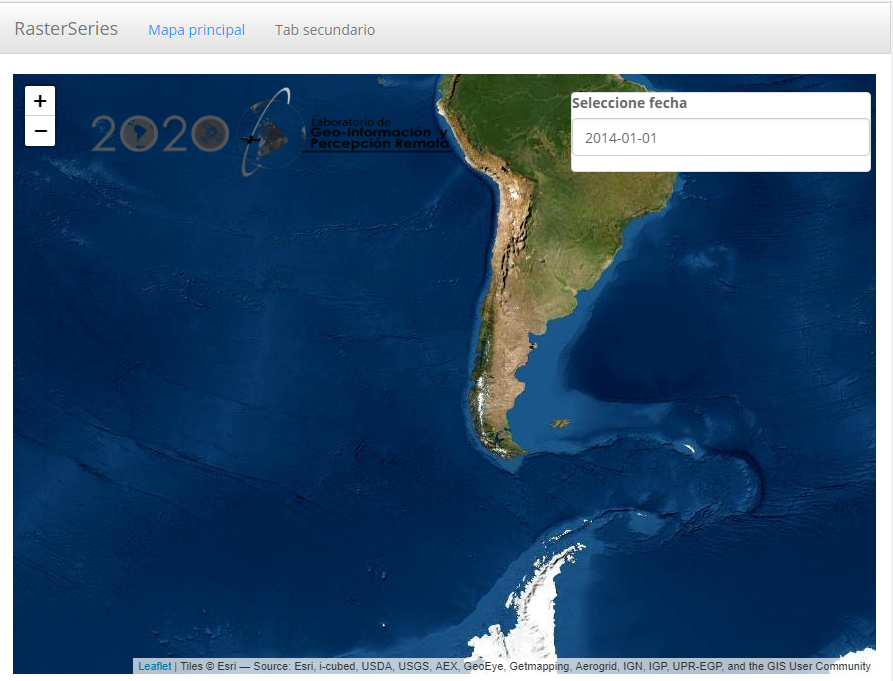 RasterSeries Mapa principal Tab secundario
+
−
2020
Laboratorio de
Geo-Información y
Percepción Remota
Seleccione fecha
2014-01-01
Leaflet | Tiles © Esri — Source: Esri, i-cubed, USDA, USGS, AEX, GeoEye, Getmapping, Aerogrid, IGN, IGP, UPR-EGP, and the GIS User Community